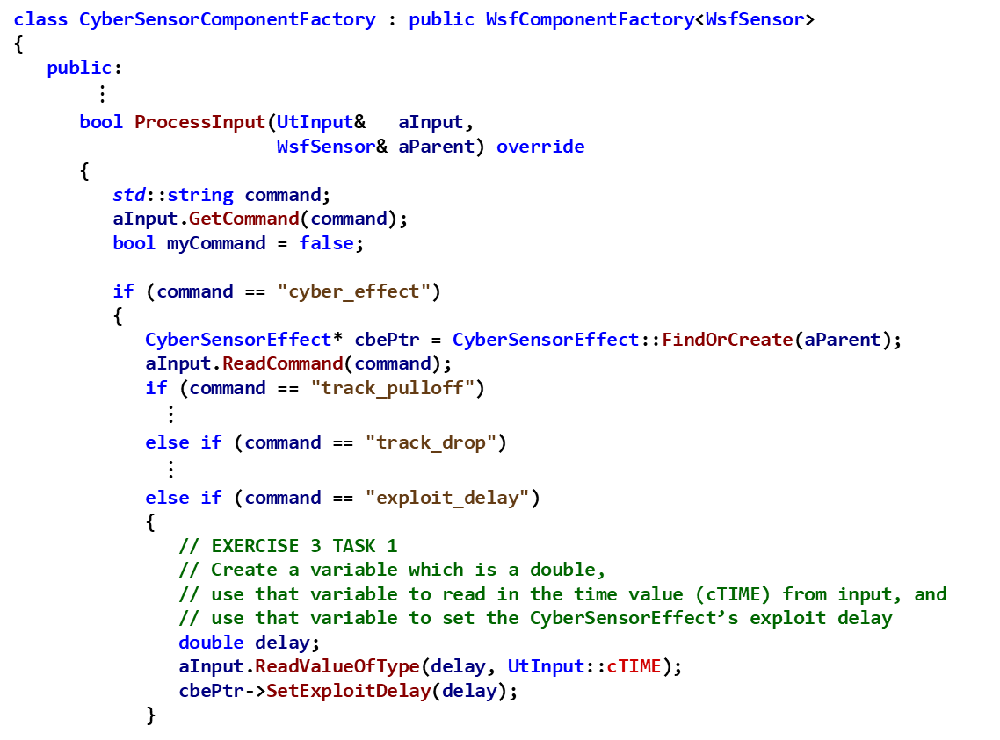 class CyberSensorComponentFactory : public WsfComponentFactory<WsfSensor>
{
   public:
        ⋮
      bool ProcessInput(UtInput&   aInput,
                        WsfSensor& aParent) override
      {
         std::string command;
         aInput.GetCommand(command);
         bool myCommand = false;

         if (command == "cyber_effect")
         {
            CyberSensorEffect* cbePtr = CyberSensorEffect::FindOrCreate(aParent);
            aInput.ReadCommand(command);
            if (command == "track_pulloff")
              ⋮
            else if (command == "track_drop")
              ⋮
            else if (command == "exploit_delay")
            {
               // EXERCISE 3 TASK 1
               // Create a variable which is a double,
               // use that variable to read in the time value (cTIME) from input, and
               // use that variable to set the CyberSensorEffect’s exploit delay
               double delay;
               aInput.ReadValueOfType(delay, UtInput::cTIME);
               cbePtr->SetExploitDelay(delay);
            }